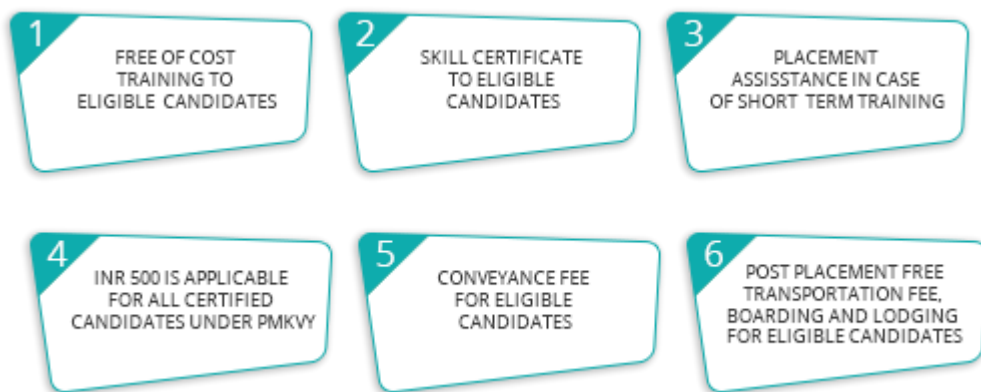 1
FREE OF COST
TRAINING TO
ELIGIBLE CANDIDATES
2
SKILL CERTIFICATE
TO ELIGIBLE
CANDIDATES
3
PLACEMENT
ASSISSTANCE IN CASE
OF SHORT TERM TRAINING
4
INR 500 IS APPLICABLE
FOR ALL CERTIFIED
CANDIDATES UNDER PMKVY
5
CONVEYANCE FEE
FOR ELIGIBLE
CANDIDATES
6
POST PLACEMENT FREE
TRANSPORTATION FEE,
BOARDING AND LODGING
FOR ELIGIBLE CANDIDATES